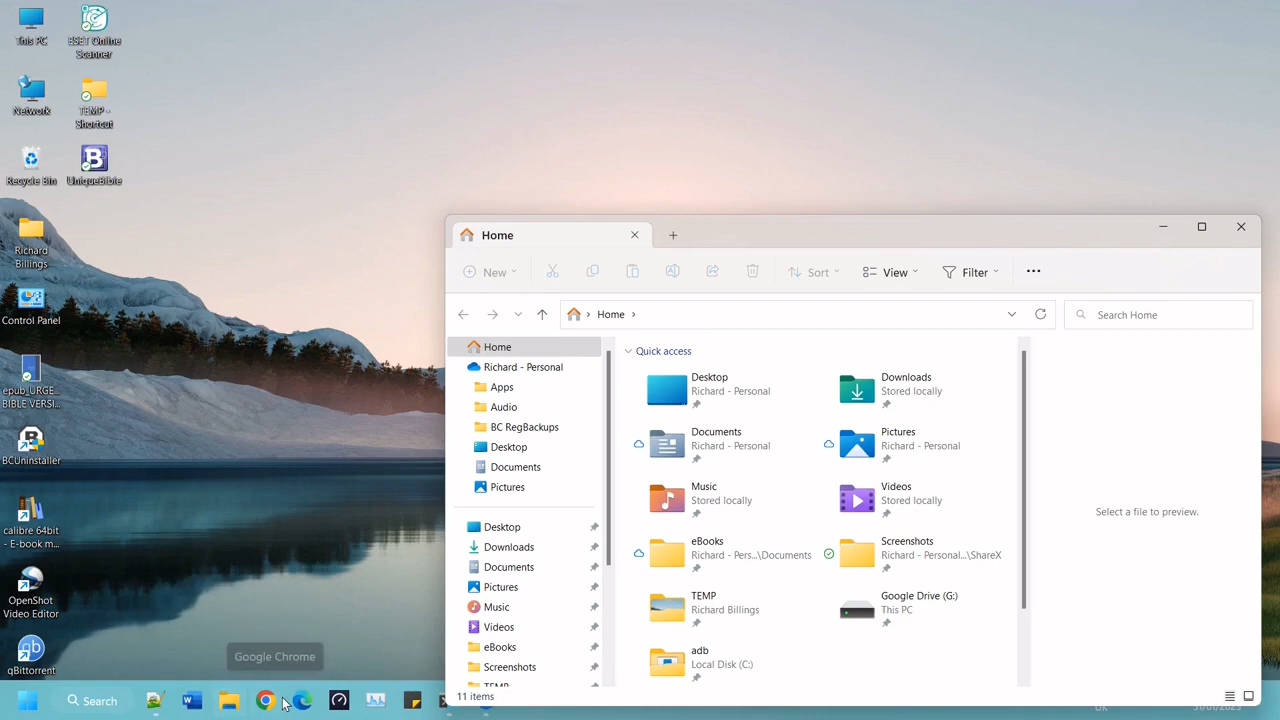 This PC
ESET Online
Scanner
Network
TEMP -
Shortcut
Recycle Bin
UniqueBible
Richard
Billings
Control Panel
epub_URGE...
BIBLE VERSI...
BCUninstaller
calibre 64bit
- E-book m...
OpenShot
Video Editor
qBittorrent
Home
New
Sort
View
Filter
Home
Search Home
Home
Richard - Personal
Apps
Audio
BC RegBackups
Desktop
Documents
Pictures
Desktop
Downloads
Documents
Pictures
Music
Videos
eBooks
Screenshots
TEMP
Quick access
Desktop
Richard - Personal
Downloads
Stored locally
Documents
Richard - Personal
Pictures
Richard - Personal
Music
Stored locally
Videos
Stored locally
eBooks
Richard - Pers...\Documents
Screenshots
Richard - Personal...\ShareX
TEMP
Richard Billings
Google Drive (G:)
This PC
adb
Local Disk (C:)
Select a file to preview.
11 items
Google Chrome
Search
UK
31/01/2023